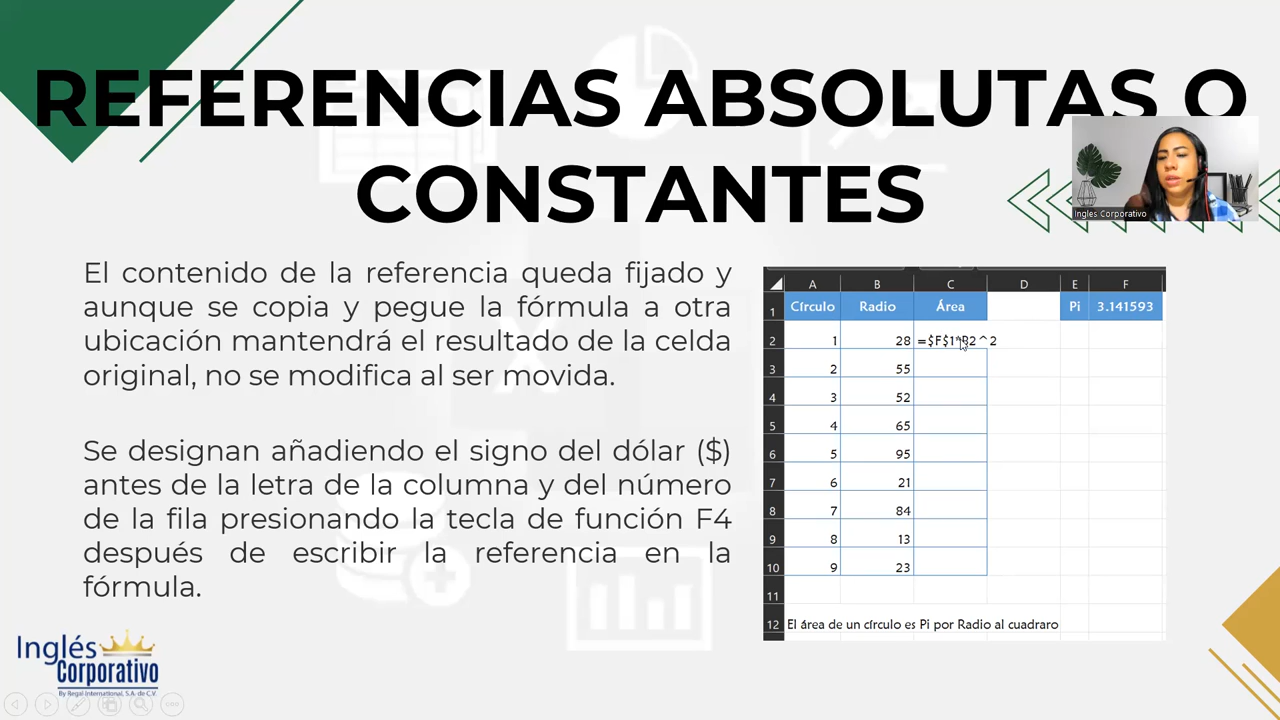 REFERENCIAS ABSOLUTAS O
CONSTANTES
Ingles Corporativo
El contenido de la referencia queda fijado y
aunque se copia y pegue la fórmula a otra
ubicación mantendrá el resultado de la celda
original, no se modifica al ser movida.
Se designan añadiendo el signo del dólar ($)
antes de la letra de la columna y del número
de la fila presionando la tecla de función F4
después de escribir la referencia en la
fórmula.
A B C D E F
1 Círculo Radio Área Pi 3.141593
2 1 28 =$F$1*B2^2
3 2 55
4 3 52
5 4 65
6 5 95
7 6 21
8 7 84
9 8 13
10 9 23
11
12 El área de un círculo es Pi por Radio al cuadraro
Inglés
Corporativo
By Regal International, S.A. de C.V.